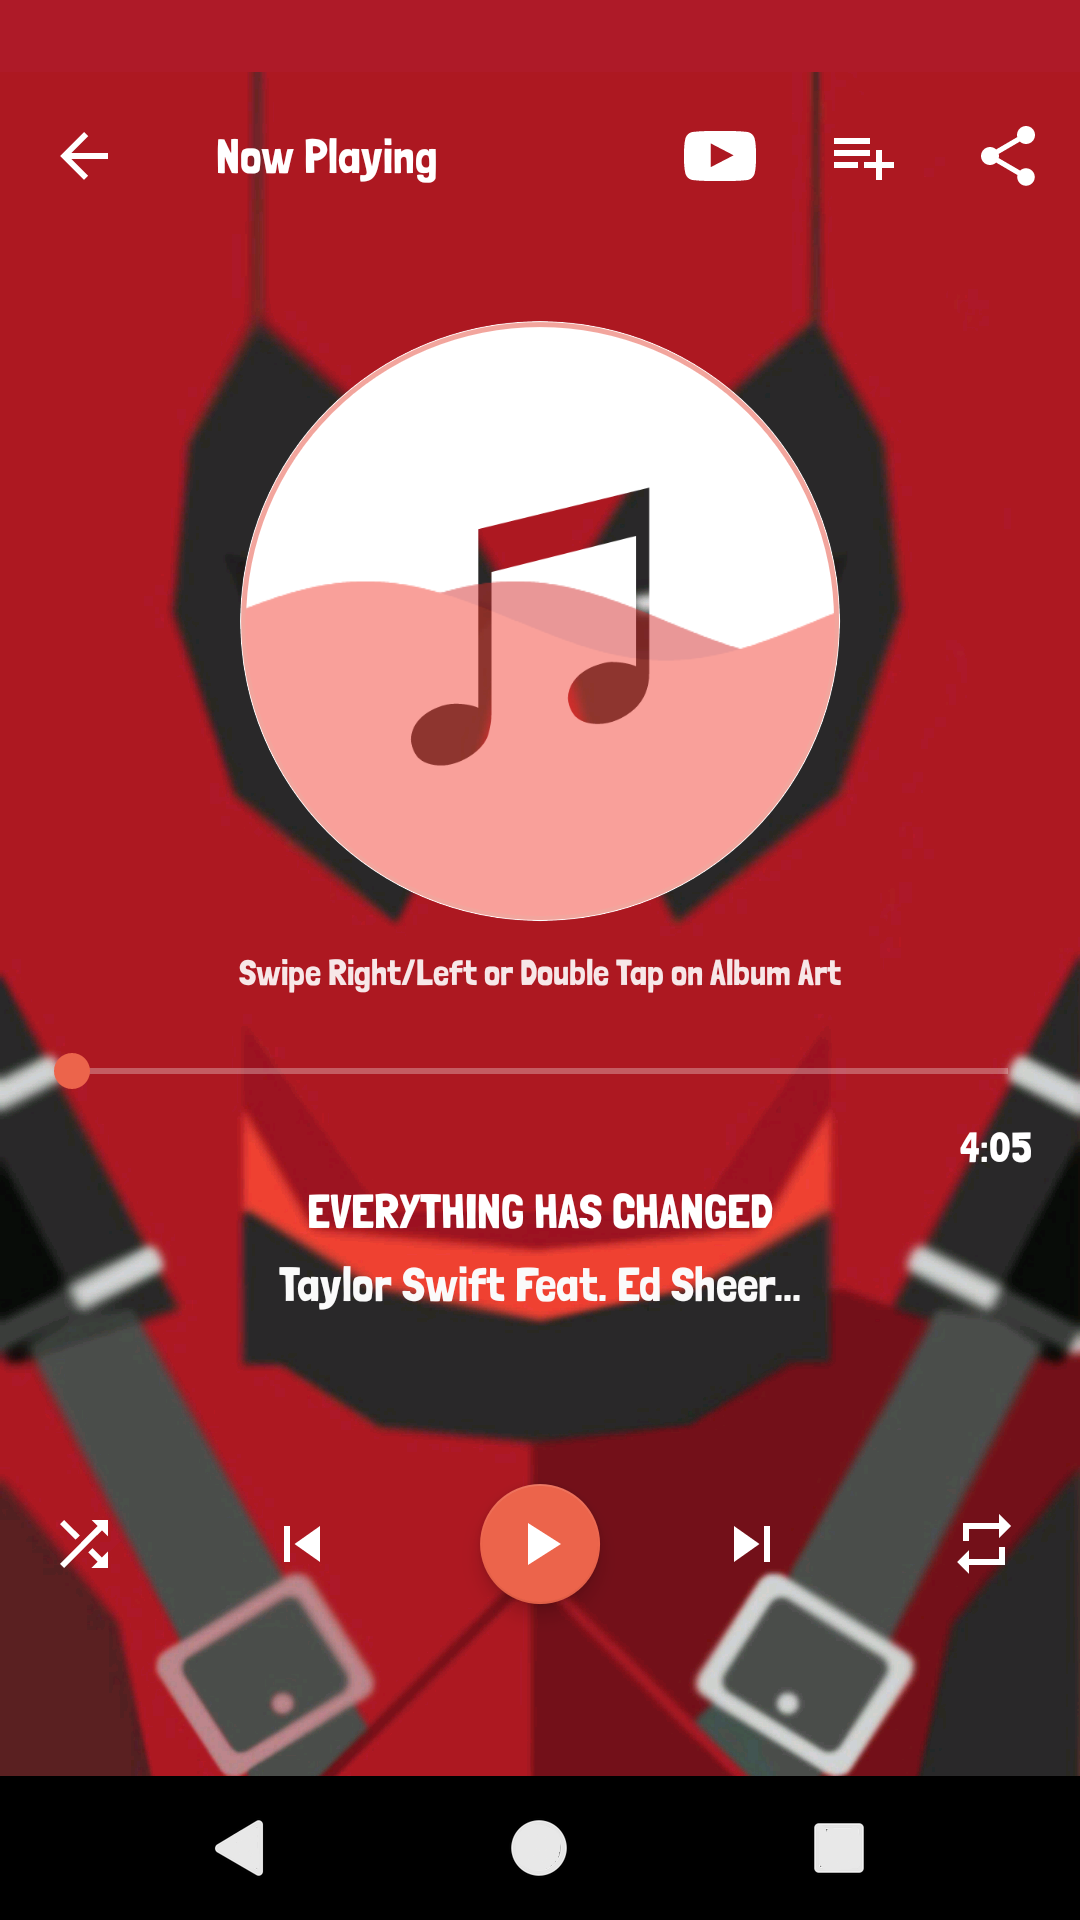 Now Playing
Swipe Right/Left or Double Tap on Album Art
4:05
EVERYTHING HAS CHANGED
Taylor Swift Feat. Ed Sheer...